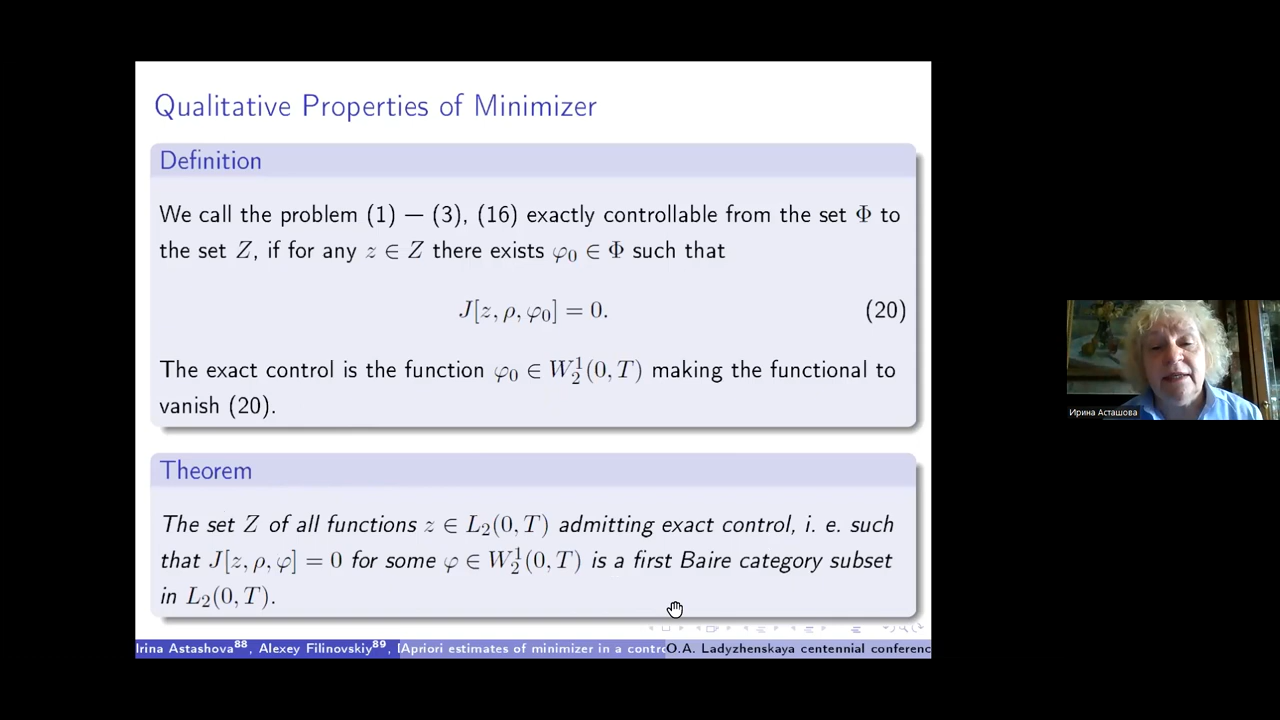 Qualitative Properties of Minimizer
Definition
We call the problem (1) — (3), (16) exactly controllable from the set Φ to
the set Z, if for any z ∈ Z there exists φ₀ ∈ Φ such that
J[z, ρ, φ₀] = 0. (20)
The exact control is the function φ₀ ∈ W₂¹(0, T) making the functional to
vanish (20).
Theorem
The set Z of all functions z ∈ L₂(0, T) admitting exact control, i. e. such
that J[z, ρ, φ] = 0 for some φ ∈ W₂¹(0, T) is a first Baire category subset
in L₂(0, T).
Irina Astashova⁸⁸, Alexey Filinovskiy⁸⁹, Apriori estimates of minimizer in a contro O.A. Ladyzhenskaya centennial conferenc
Ирина Асташова